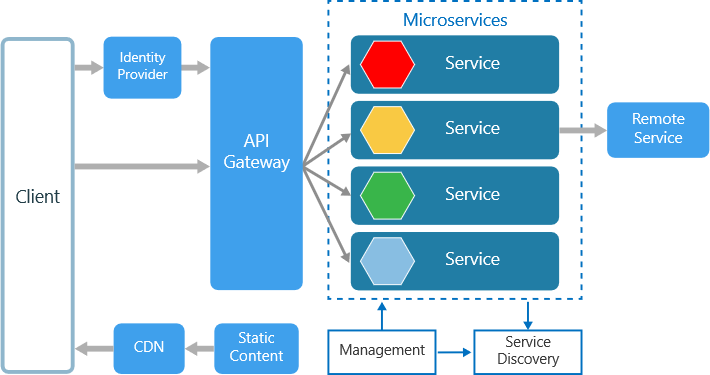 Microservices
Identity
Provider
Service
API
Gateway
Service
Remote
Service
Client
Service
Service
CDN
Static
Content
Management
Service
Discovery